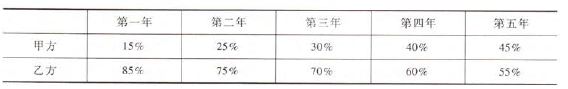 第一年 第二年 第三年 第四年 第五年
甲方 15% 25% 30% 40% 45%
乙方 85% 75% 70% 60% 55%